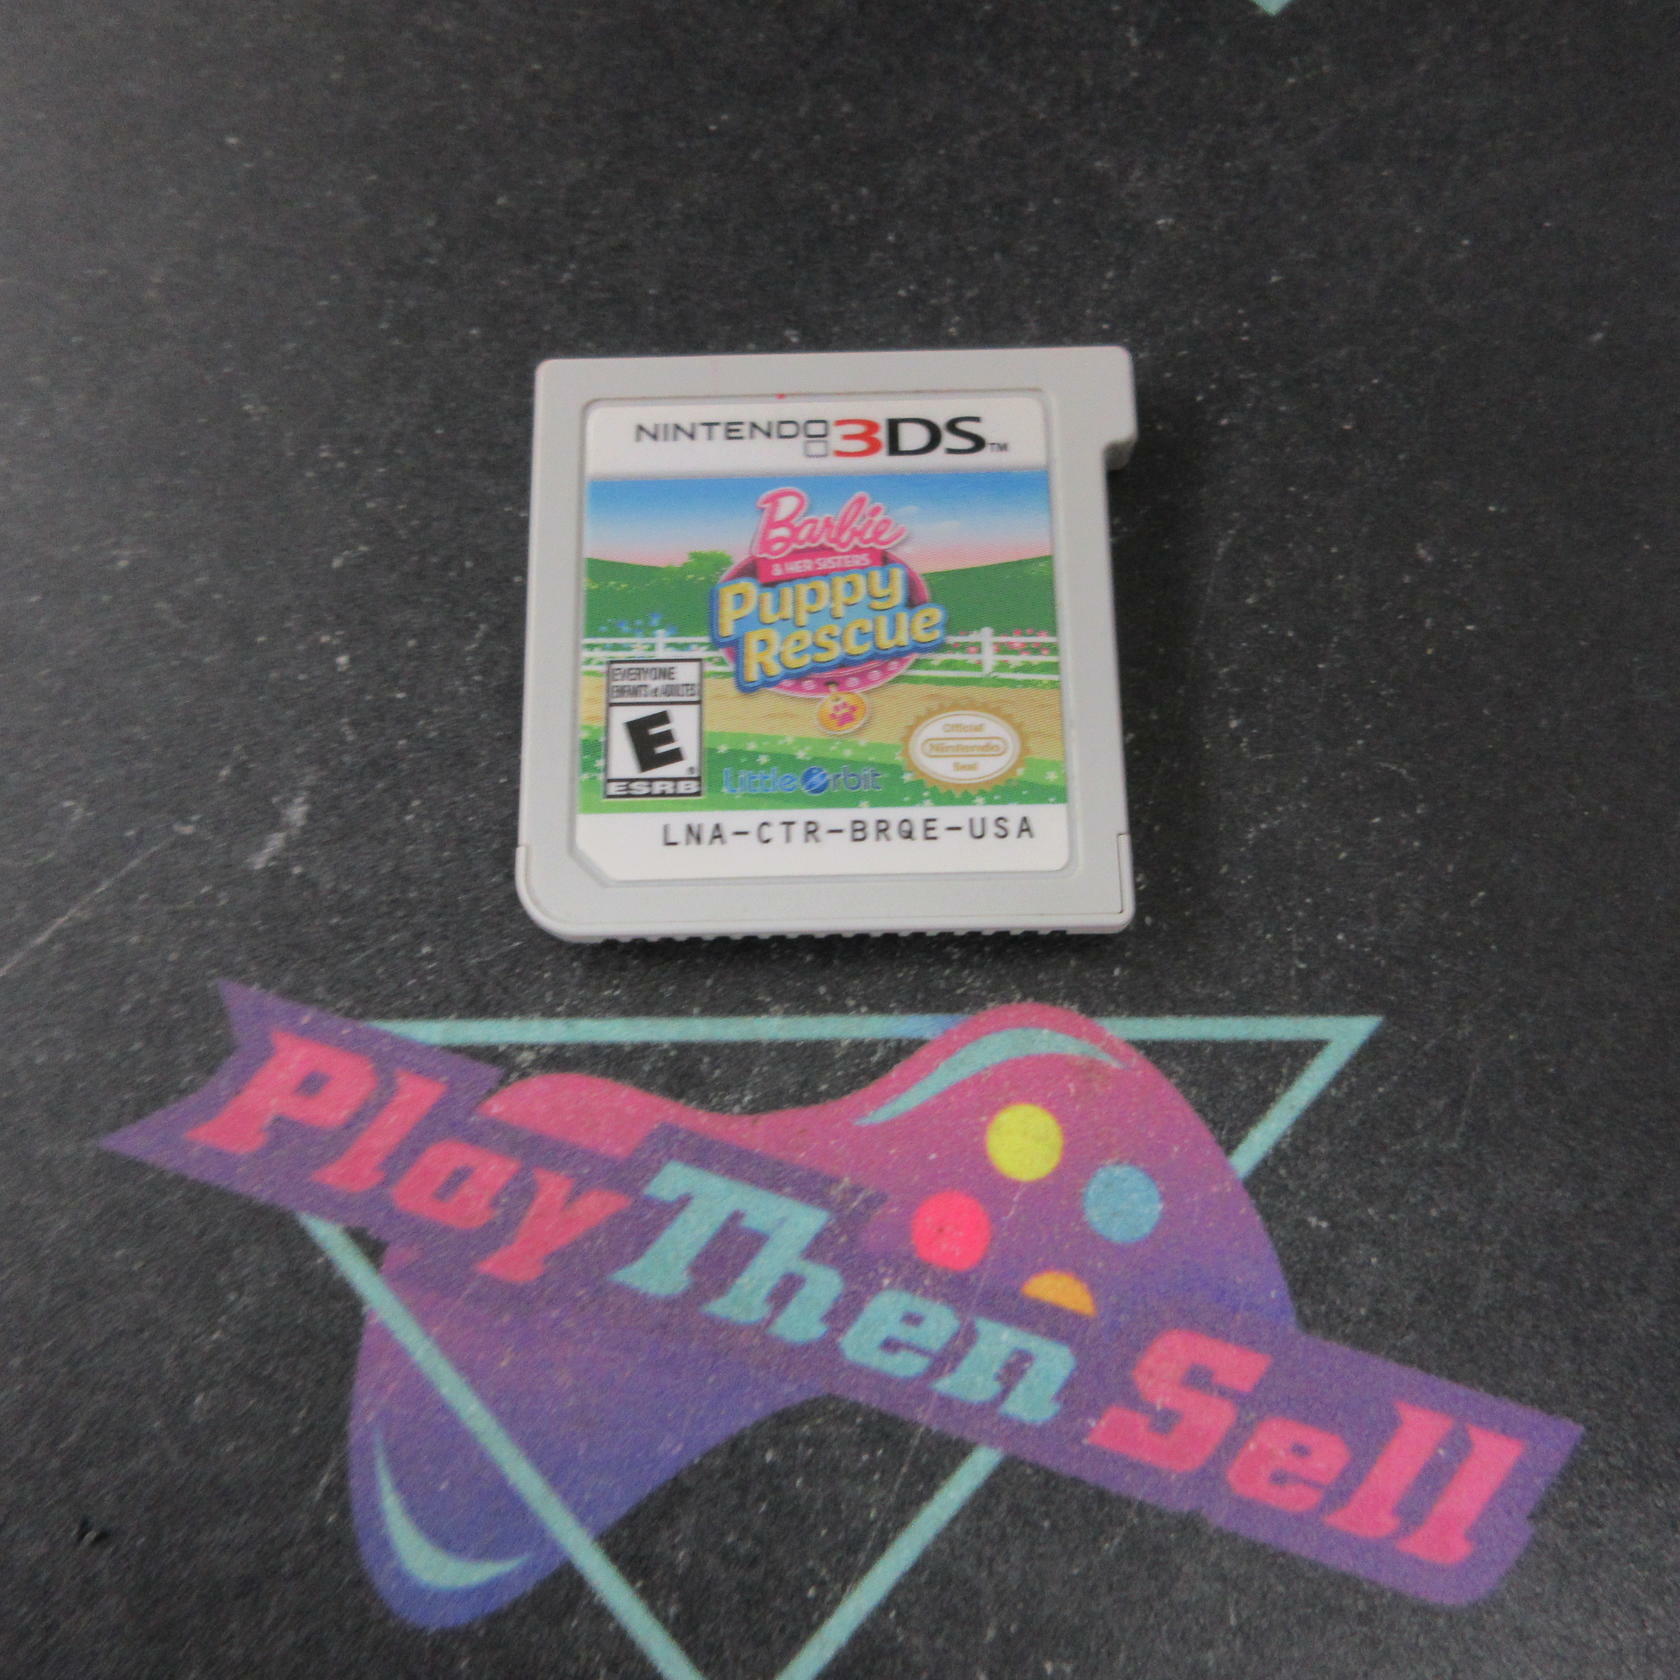 NINTENDO 3DS™
Barbie
& HER SISTERS
Puppy
Rescue
EVERYONE
ENFANTS et ADULTES
E
ESRB
Little Orbit
Official
Nintendo
Seal
LNA-CTR-BRQE-USA
Play Then Sell